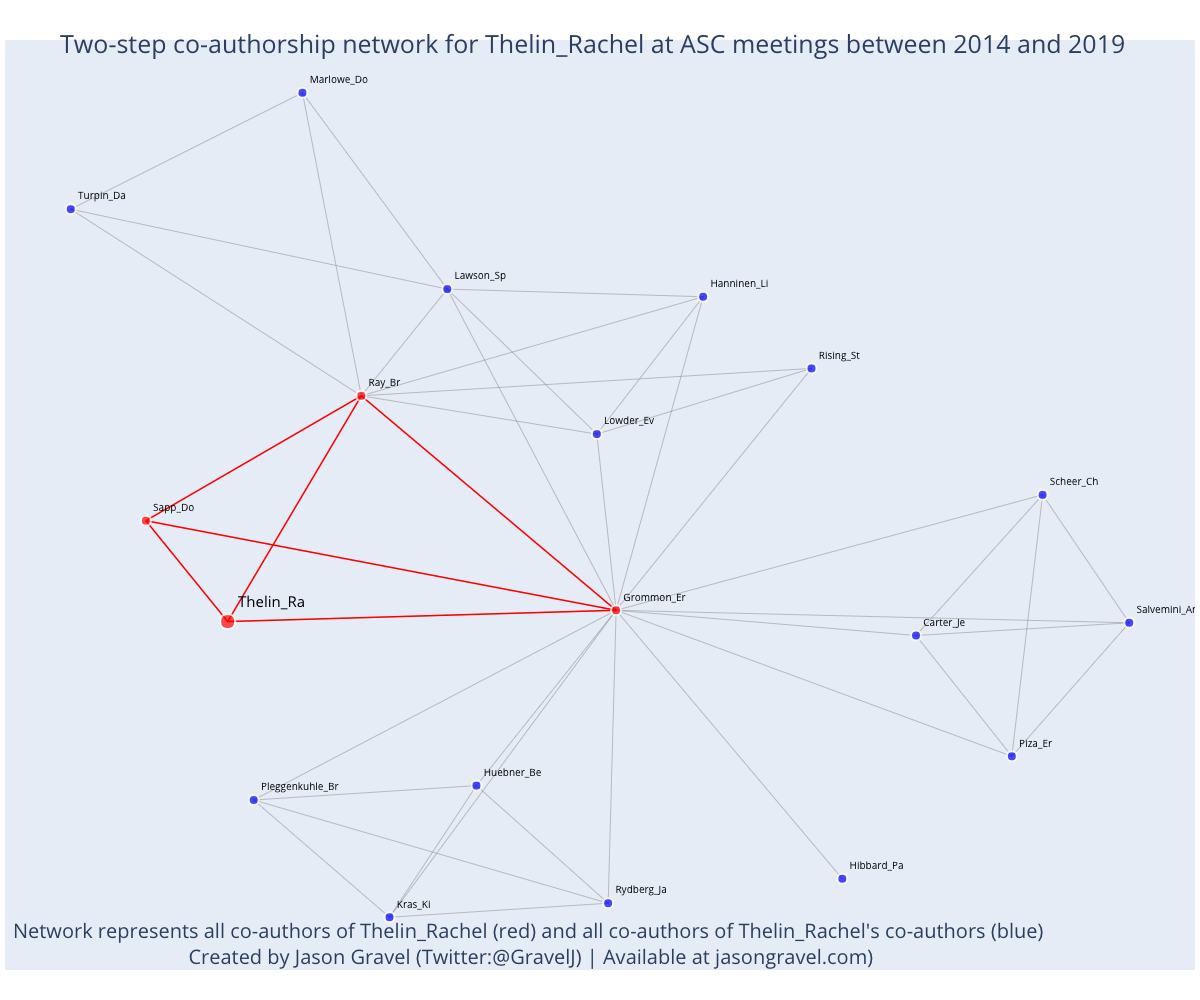 Two-step co-authorship network for Thelin_Rachel at ASC meetings between 2014 and 2019
Marlowe_Do
Turpin_Da
Lawson_Sp
Hanninen_Li
Rising_St
Ray_Br
Lowder_Ev
Scheer_Ch
Sapp_Do
Thelin_Ra
Grommon_Er
Salvemini_An
Carter_Je
Piza_Er
Huebner_Be
Pleggenkuhle_Br
Hibbard_Pa
Rydberg_Ja
Kras_Ki
Network represents all co-authors of Thelin_Rachel (red) and all co-authors of Thelin_Rachel's co-authors (blue)
Created by Jason Gravel (Twitter:@GravelJ) | Available at jasongravel.com)